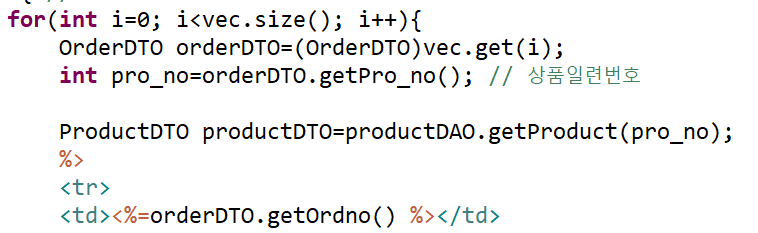 for(int i=0; i<vec.size(); i++){
OrderDTO orderDTO=(OrderDTO)vec.get(i);
int pro_no=orderDTO.getPro_no(); // 상품일련번호
ProductDTO productDTO=productDAO.getProduct(pro_no);
%>
<tr>
<td><%=orderDTO.getOrdno() %></td>